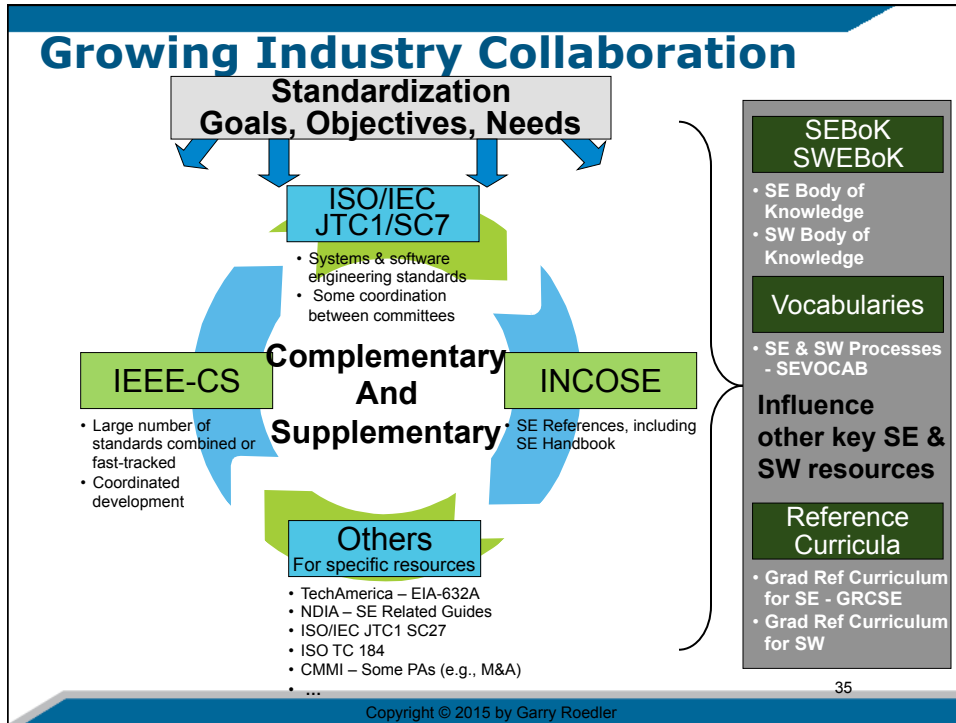 Growing Industry Collaboration
Standardization
Goals, Objectives, Needs
ISO/IEC
JTC1/SC7
• Systems & software
engineering standards
• Some coordination
between committees
IEEE-CS
• Large number of
standards combined or
fast-tracked
• Coordinated
development
Complementary
And
Supplementary
INCOSE
• SE References, including
SE Handbook
Others
For specific resources
• TechAmerica – EIA-632A
• NDIA – SE Related Guides
• ISO/IEC JTC1 SC27
• ISO TC 184
• CMMI – Some PAs (e.g., M&A)
• ...
SEBoK
SWEBoK
• SE Body of
Knowledge
• SW Body of
Knowledge
Vocabularies
• SE & SW Processes
- SEVOCAB
Influence
other key SE &
SW resources
Reference
Curricula
• Grad Ref Curriculum
for SE - GRCSE
• Grad Ref Curriculum
for SW
35
Copyright © 2015 by Garry Roedler